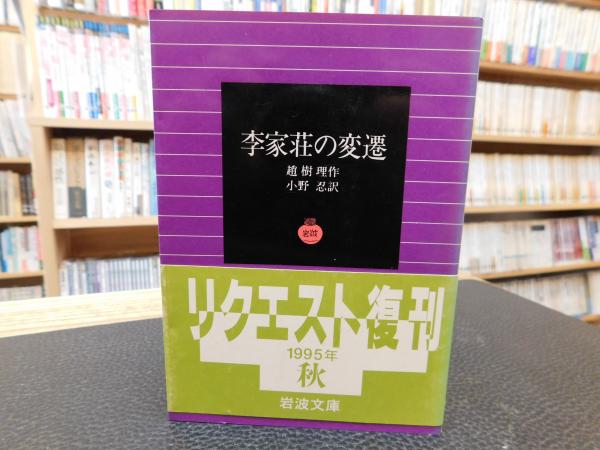 李家荘の変遷
趙樹理作
小野忍訳
岩波
リクエスト復刊
1995年
秋
岩波文庫